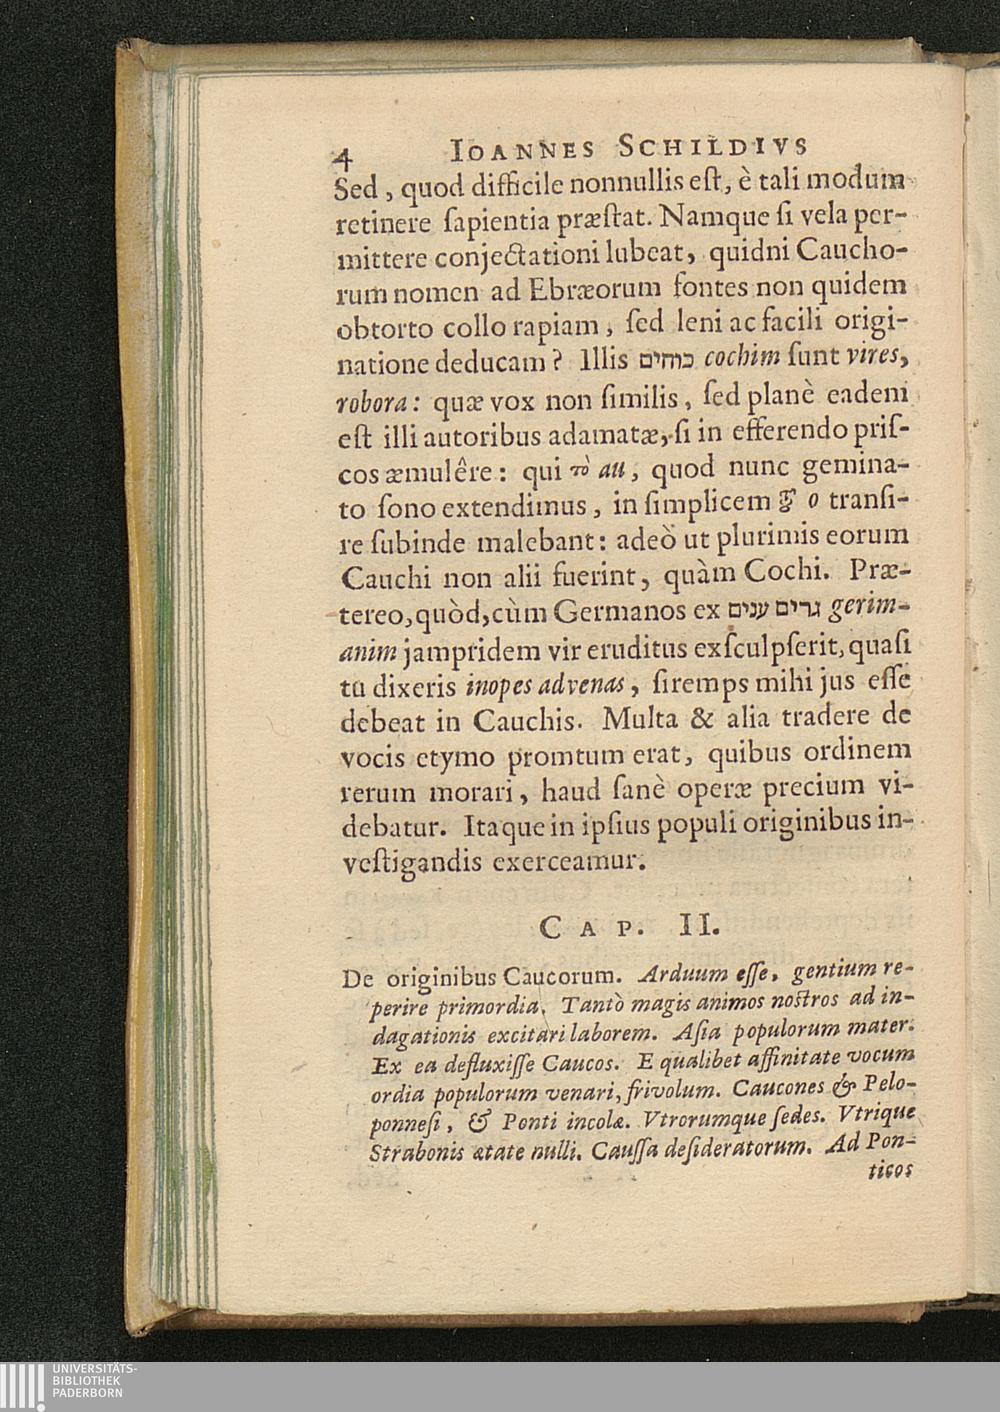 4 IOANNES SCHILDIVS
Sed, quod difficile nonnullis eſt, è tali modum
retinere ſapientia præſtat. Namque ſi vela per-
mittere conjectationi lubeat, quidni Caucho-
rum nomen ad Ebræorum fontes non quidem
obtorto collo rapiam, ſed leni ac facili origi-
natione deducam? Illis כוחים cochim ſunt vires,
robora: quæ vox non ſimilis, ſed planè eadem
eſt illi autoribus adamatæ, ſi in efferendo priſ-
cos æmulêre: qui τὸ au, quod nunc gemina-
to ſono extendimus, in ſimplicem o tranſi-
re ſubinde malebant: adeò ut plurimis eorum
Cauchi non alii fuerint, quàm Cochi. Præ-
tereo, quòd, cùm Germanos ex גרים ענים gerim-
anim jampridem vir eruditus exſculpſerit, quaſi
tu dixeris inopes advenas, ſiremps mihi jus eſſe
debeat in Cauchis. Multa & alia tradere de
vocis etymo promtum erat, quibus ordinem
rerum morari, haud ſanè operæ precium vi-
debatur. Itaque in ipſius populi originibus in-
veſtigandis exerceamur.
CAP. II.
De originibus Caucorum. Arduum eſſe, gentium re-
perire primordia. Tantò magis animos noſtros ad in-
dagationis excitari laborem. Aſia populorum mater.
Ex ea defluxiſſe Caucos. E qualibet affinitate vocum
ordia populorum venari, frivolum. Caucones & Pelo-
ponneſi, & Ponti incolæ. Vtrorumque ſedes. Vtrique
Strabonis ætate nulli. Cauſſa deſideratorum. Ad Pon-
ticos
UNIVERSITÄTS-
BIBLIOTHEK
PADERBORN